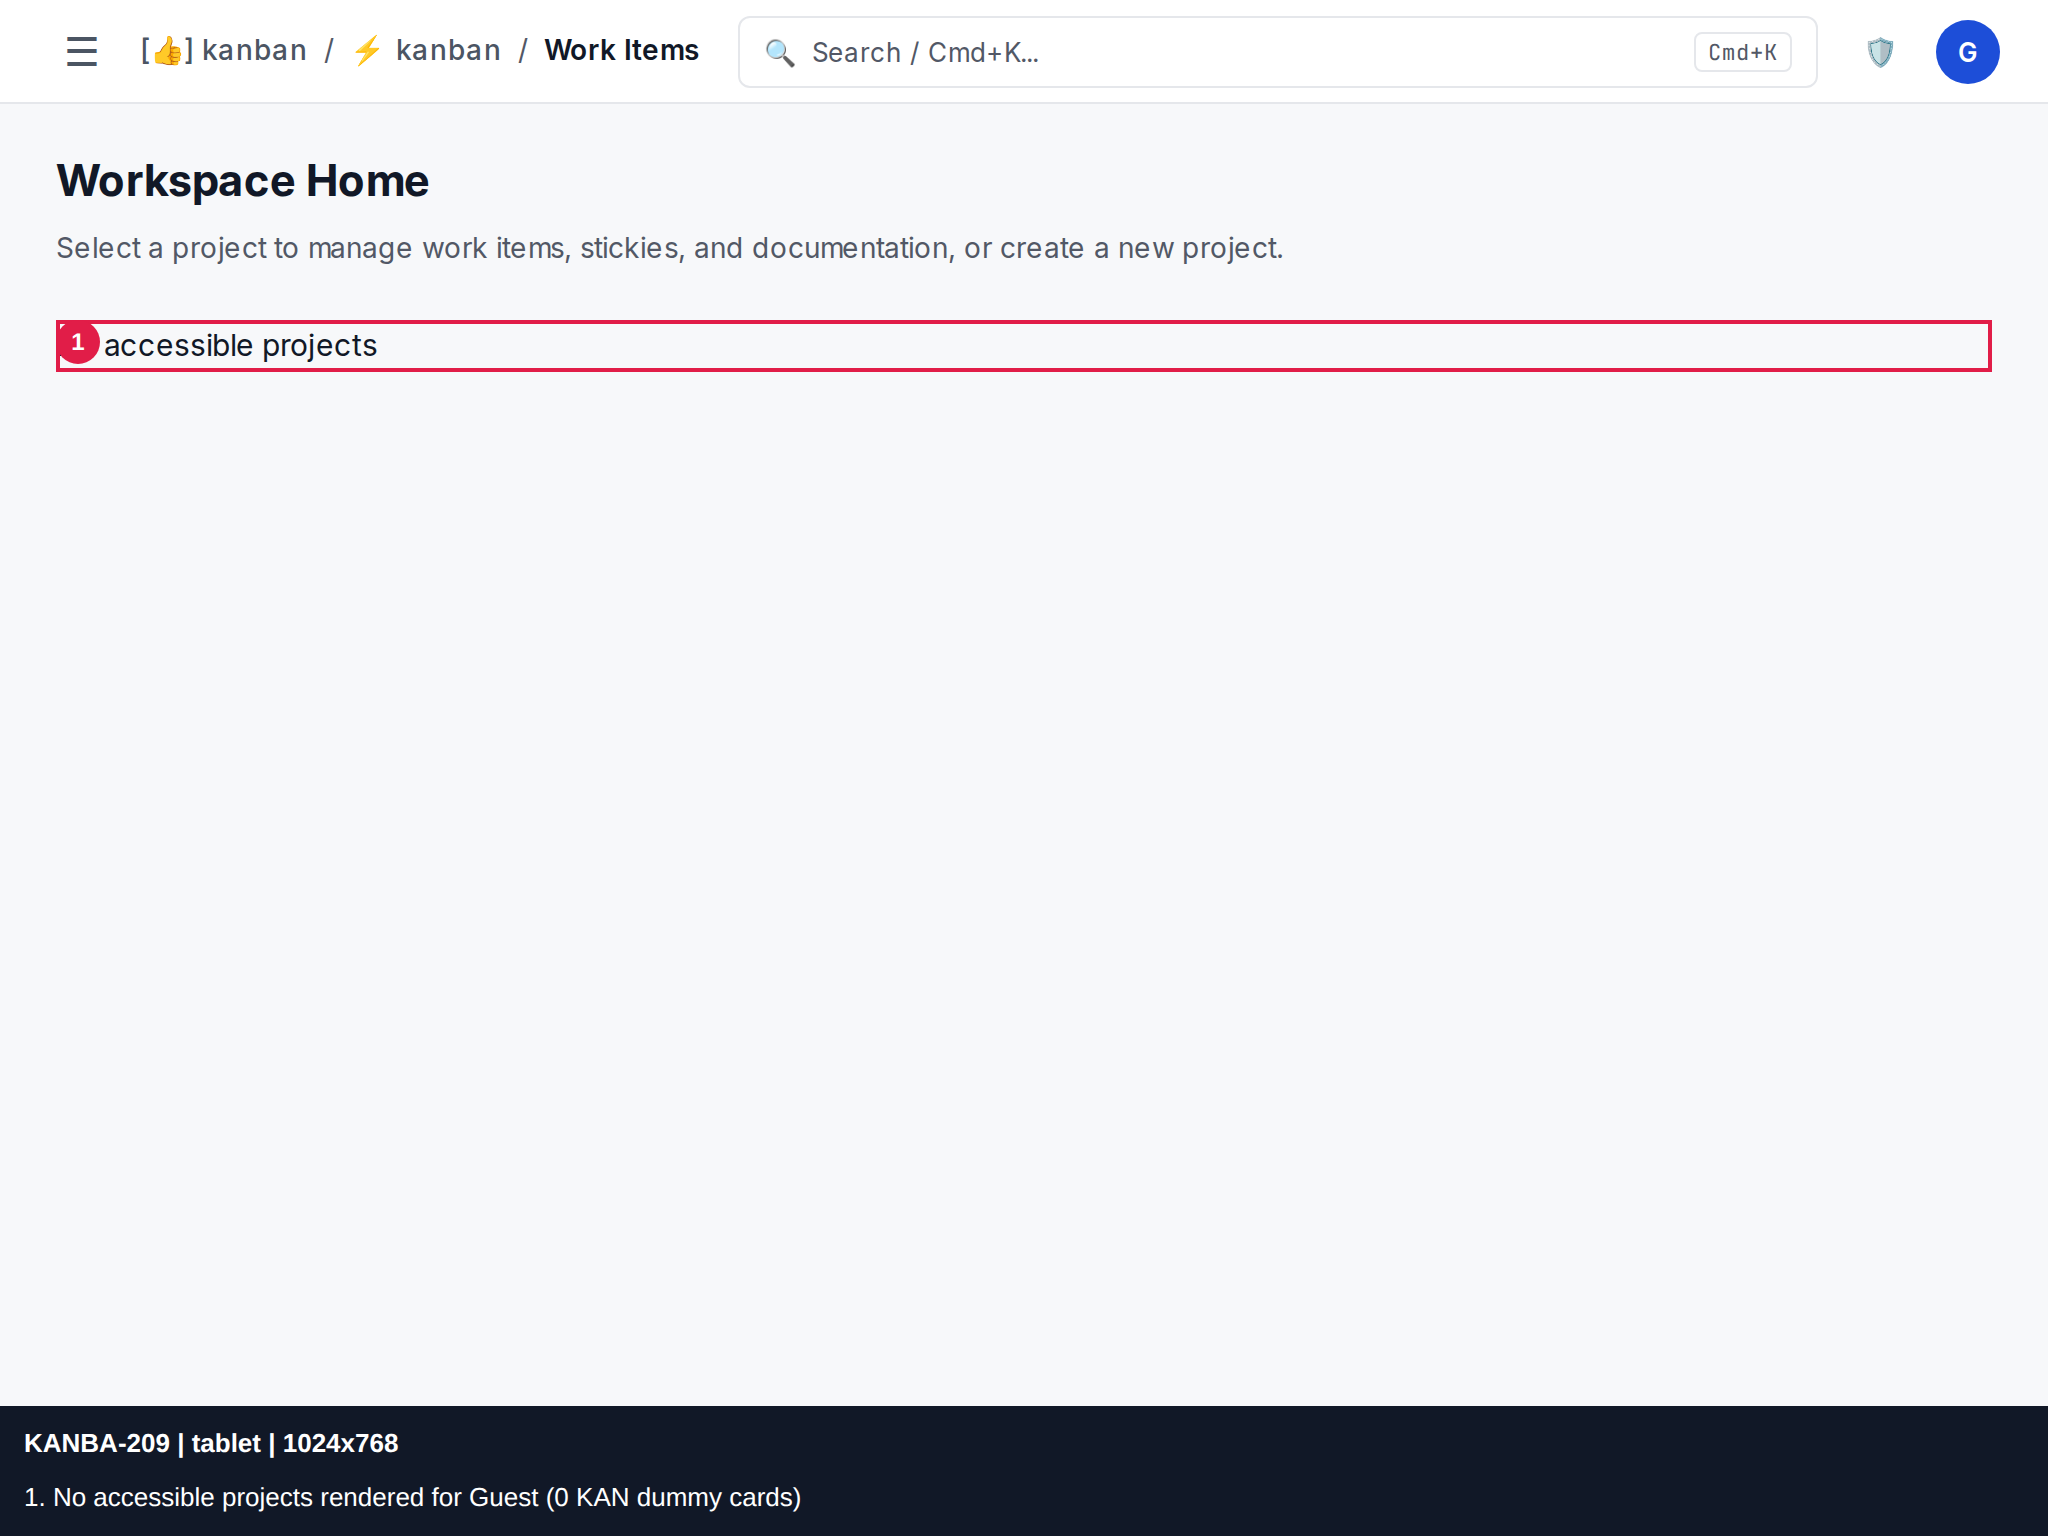 ☰ [👍] kanban / ⚡ kanban / Work Items
🔍 Search / Cmd+K...
Cmd+K
G
Workspace Home
Select a project to manage work items, stickies, and documentation, or create a new project.
1 accessible projects
KANBA-209 | tablet | 1024x768
1. No accessible projects rendered for Guest (0 KAN dummy cards)